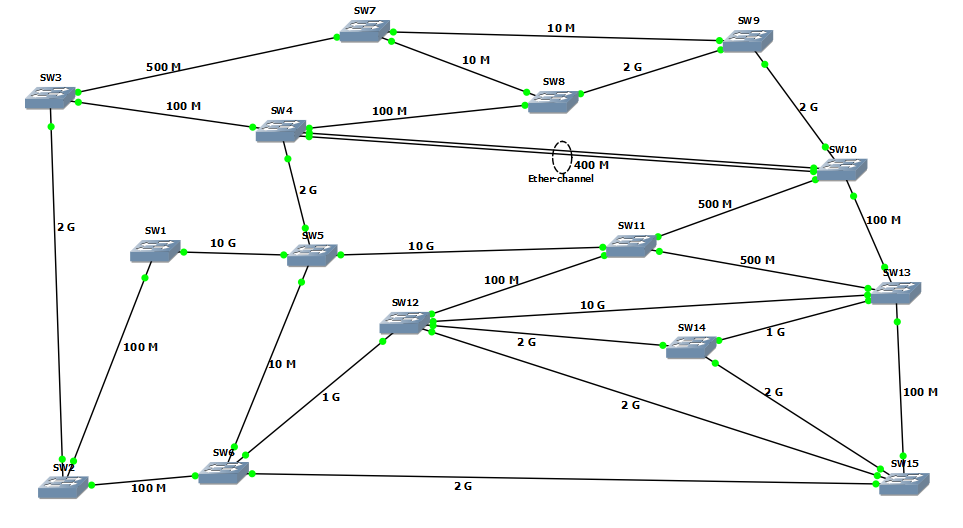 SW7
10 M
SW9
500 M
10 M
2 G
SW3
SW8
100 M
SW4
100 M
2 G
SW10
400 M
Ether-channel
2 G
500 M
100 M
2 G
SW1
10 G
SW5
10 G
SW11
500 M
SW13
100 M
SW12
10 G
SW14
1 G
2 G
100 M
10 M
1 G
2 G
2 G
100 M
SW2
SW6
SW15
100 M
2 G